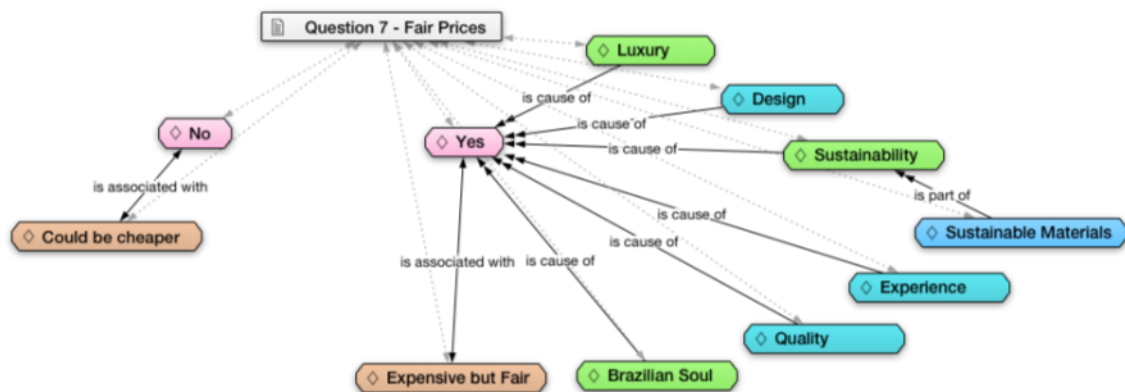 Question 7 - Fair Prices
Luxury
is cause of
Design
No
Yes
is cause of
is cause of
Sustainability
is associated with
is part of
Could be cheaper
is cause of
Sustainable Materials
is cause of
is associated with
is cause of
Experience
Quality
Expensive but Fair
Brazilian Soul